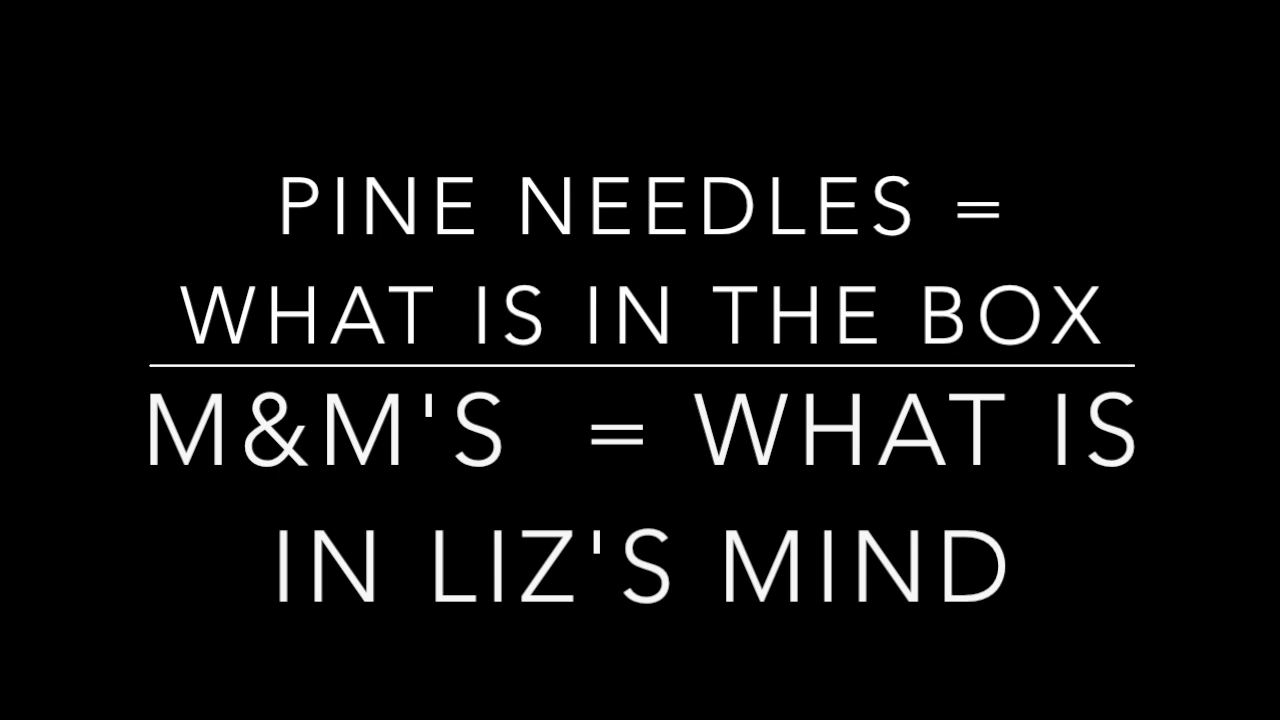 PINE NEEDLES =
WHAT IS IN THE BOX
M&M'S = WHAT IS
IN LIZ'S MIND